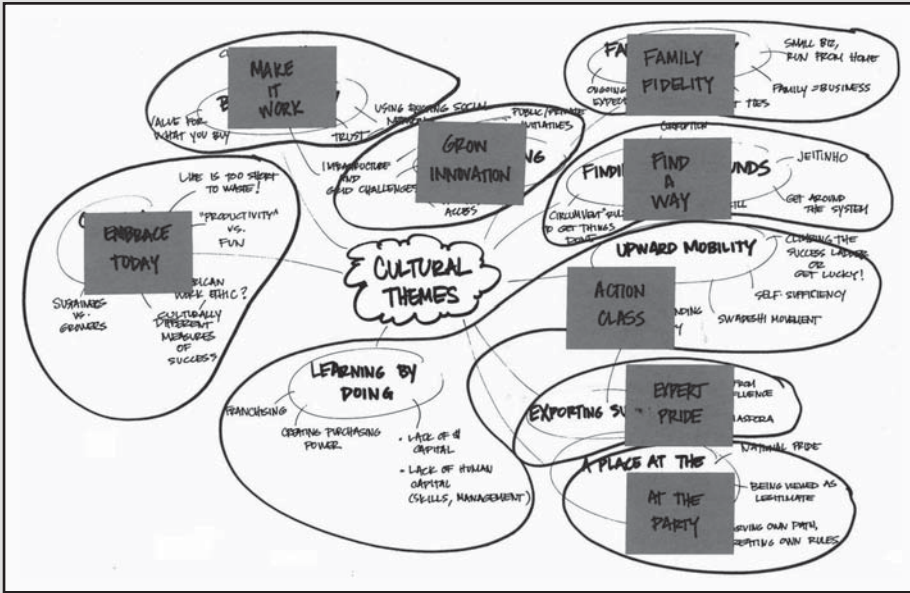 MAKE
IT
WORK
VALUE FOR
WHAT YOU BUY
TRUST
USING EXISTING SOCIAL
GROW
INNOVATION
PUBLIC/PRIVATE
INITIATIVES
INFRASTRUCTURE
AND
GRID CHALLENGES
ACCESS
FAMILY
FIDELITY
SMALL BIZ,
RUN FROM HOME
FAMILY = BUSINESS
ONGOING
TIES
CORRUPTION
FIND
A
WAY
JEITINHO
GET AROUND
THE SYSTEM
CIRCUMVENT RULES
TO GET THINGS
DONE
EMBRACE
TODAY
LIFE IS TOO SHORT
TO WASTE!
"PRODUCTIVITY"
VS.
FUN
WORK ETHIC?
CULTURALLY
DIFFERENT
MEASURES
OF
SUCCESS
SUSTAINERS
VS.
GROWERS
CULTURAL
THEMES
UPWARD MOBILITY
CLIMBING THE
SUCCESS LADDER
OR
GET LUCKY!
SELF-SUFFICIENCY
SWADESHI MOVEMENT
ACTION
CLASS
LEARNING BY
DOING
FRANCHISING
CREATING PURCHASING
POWER
• LACK OF $
CAPITAL
• LACK OF HUMAN
CAPITAL
(SKILLS, MANAGEMENT)
EXPERT
PRIDE
EXPORTING
FROM
A PLACE AT THE
NATIONAL PRIDE
AT THE
PARTY
BEING VIEWED AS
LEGITIMATE
OWN PATH,
OWN RULES